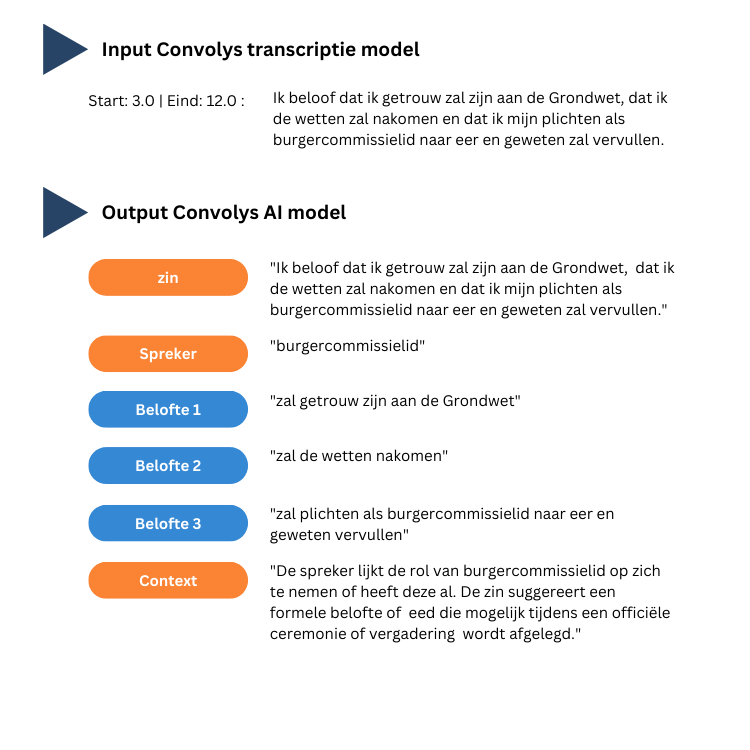 Input Convolys transcriptie model
Start: 3.0 | Eind: 12.0 :
Ik beloof dat ik getrouw zal zijn aan de Grondwet, dat ik
de wetten zal nakomen en dat ik mijn plichten als
burgercommissielid naar eer en geweten zal vervullen.
Output Convolys AI model
zin
"Ik beloof dat ik getrouw zal zijn aan de Grondwet,  dat ik
de wetten zal nakomen en dat ik mijn plichten als
burgercommissielid naar eer en geweten zal vervullen."
Spreker
"burgercommissielid"
Belofte 1
"zal getrouw zijn aan de Grondwet"
Belofte 2
"zal de wetten nakomen"
Belofte 3
"zal plichten als burgercommissielid naar eer en
geweten vervullen"
Context
"De spreker lijkt de rol van burgercommissielid op zich
te nemen of heeft deze al. De zin suggereert een
formele belofte of  eed die mogelijk tijdens een officiële
ceremonie of vergadering  wordt afgelegd."